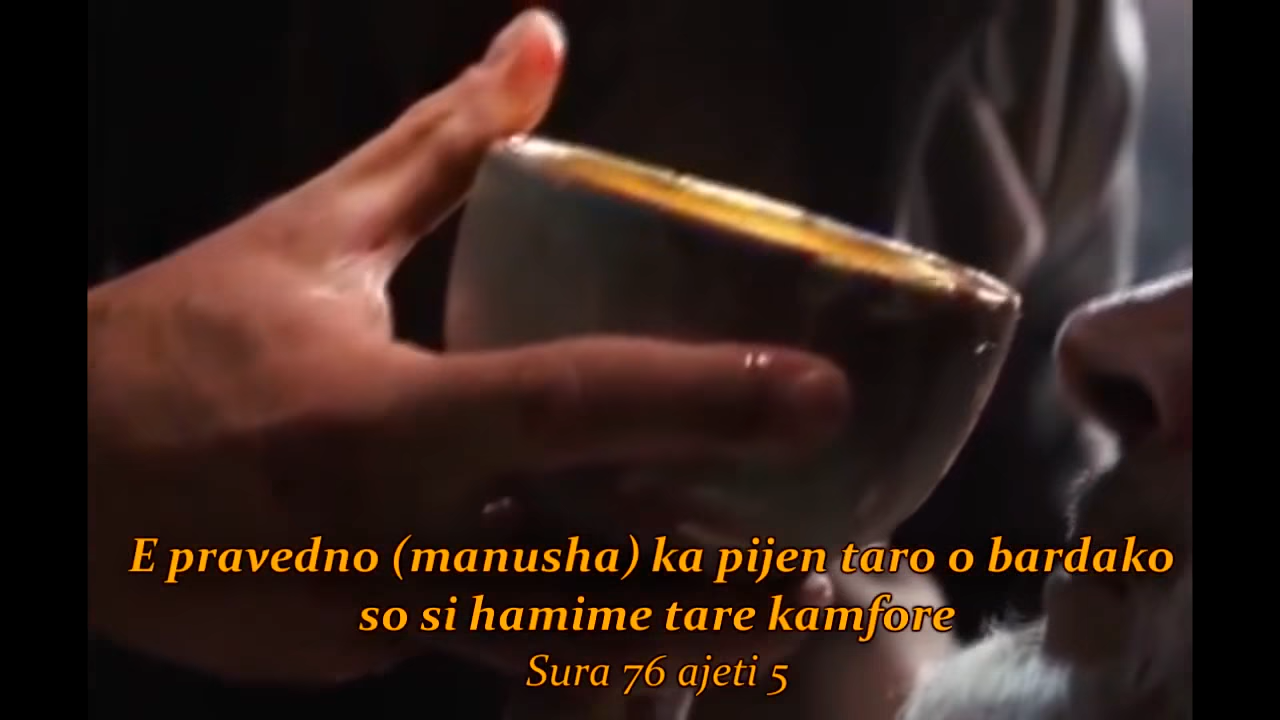 E pravedno (manusha) ka pijen taro o bardako
so si hamime tare kamfore
Sura 76 ajeti 5